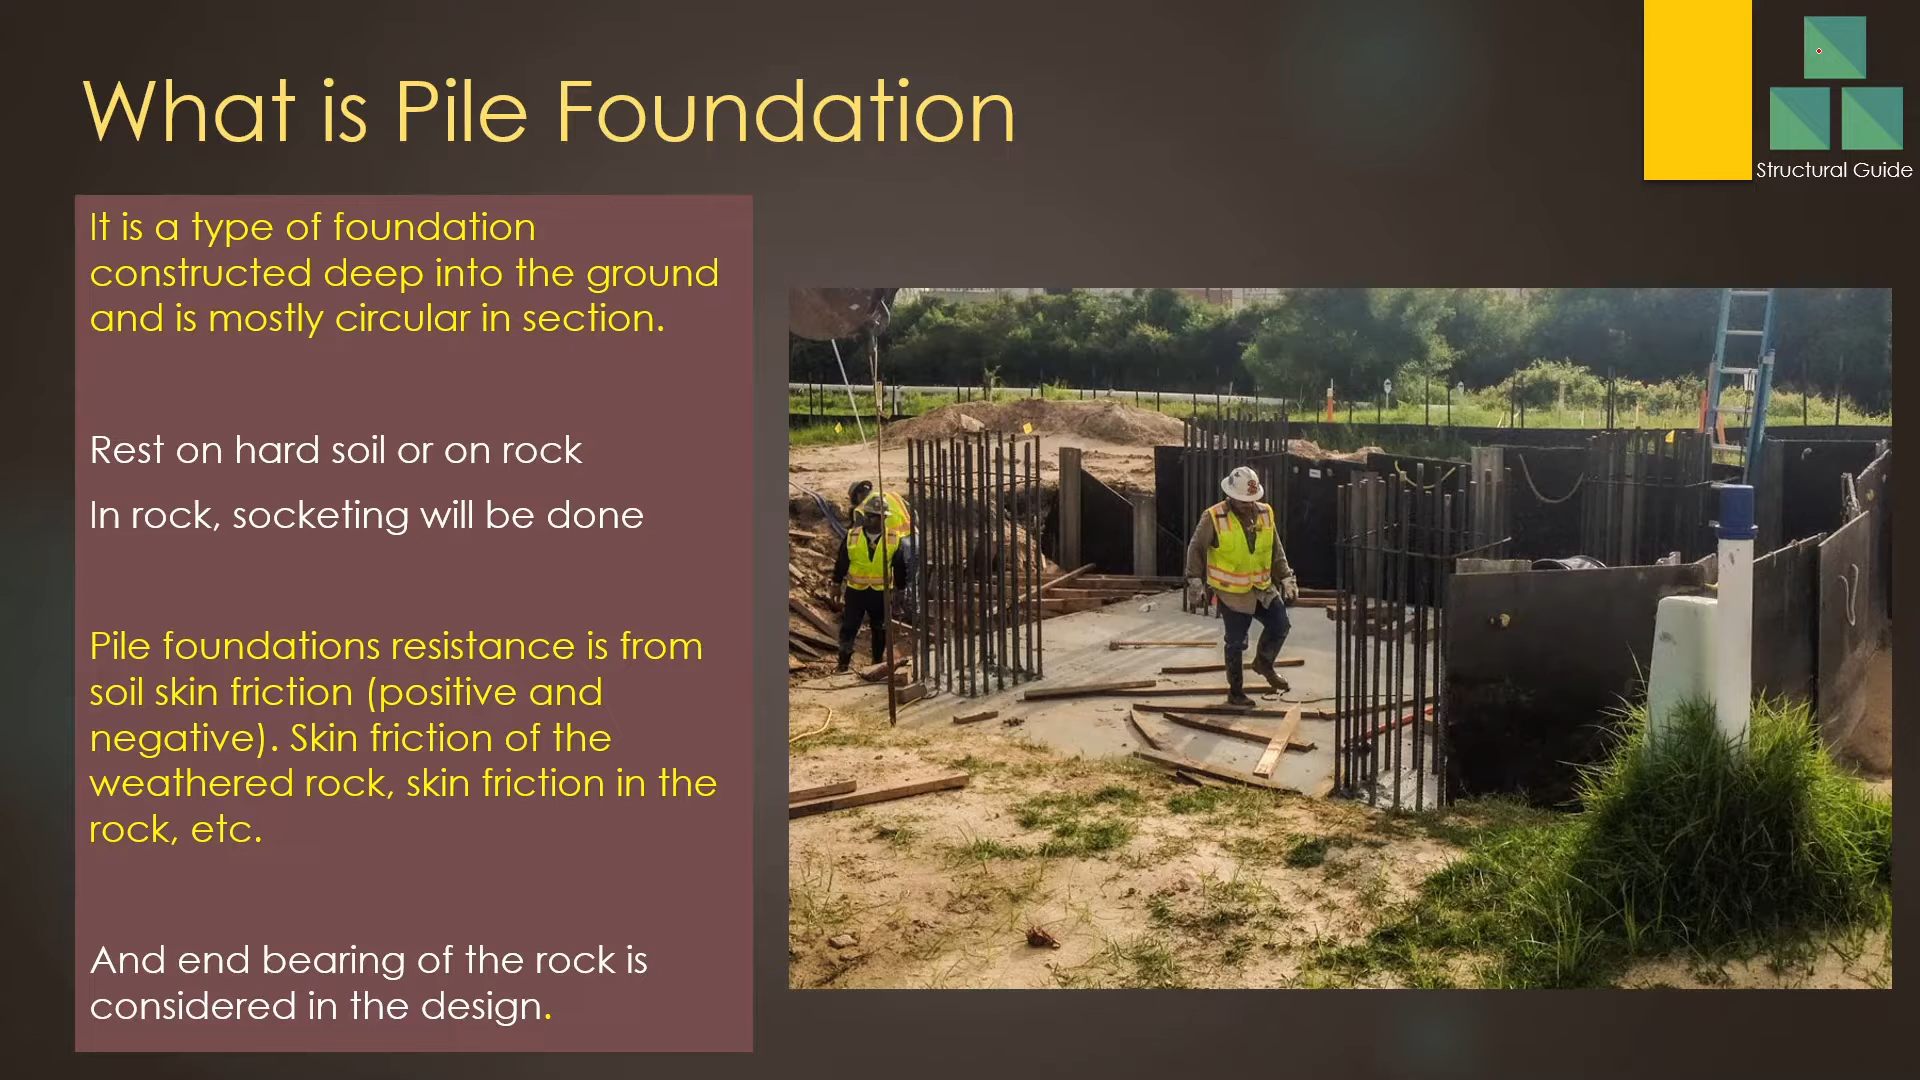 What is Pile Foundation
Structural Guide
It is a type of foundation
constructed deep into the ground
and is mostly circular in section.
Rest on hard soil or on rock
In rock, socketing will be done
Pile foundations resistance is from
soil skin friction (positive and
negative). Skin friction of the
weathered rock, skin friction in the
rock, etc.
And end bearing of the rock is
considered in the design.